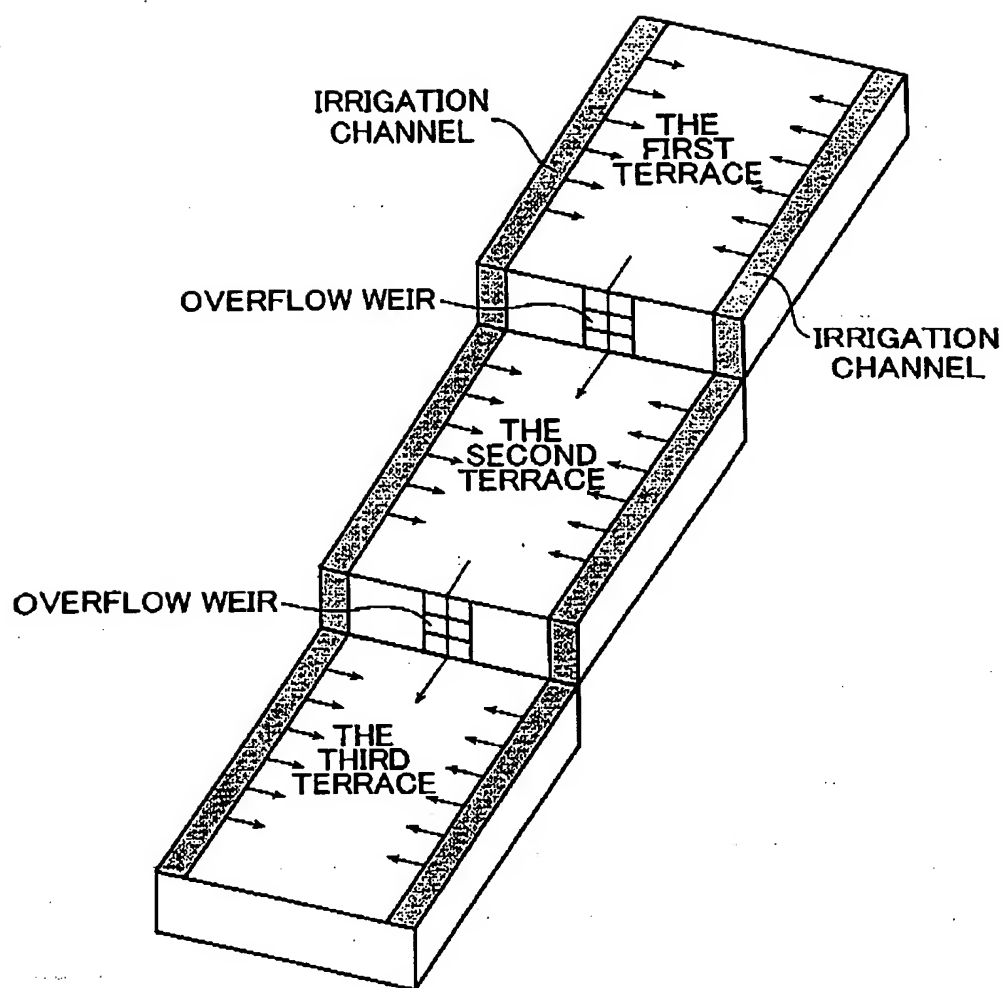 IRRIGATION
CHANNEL
THE
FIRST
TERRACE
OVERFLOW WEIR
IRRIGATION
CHANNEL
THE
SECOND
TERRACE
OVERFLOW WEIR
THE
THIRD
TERRACE